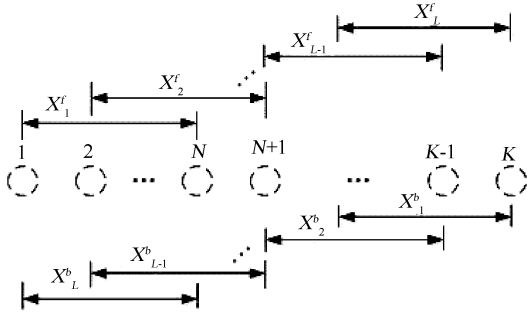 X^f_L
X^f_{L-1}
X^f_2
X^f_1
1 2 ... N N+1 ... K-1 K
X^b_1
X^b_2
X^b_{L-1}
X^b_L